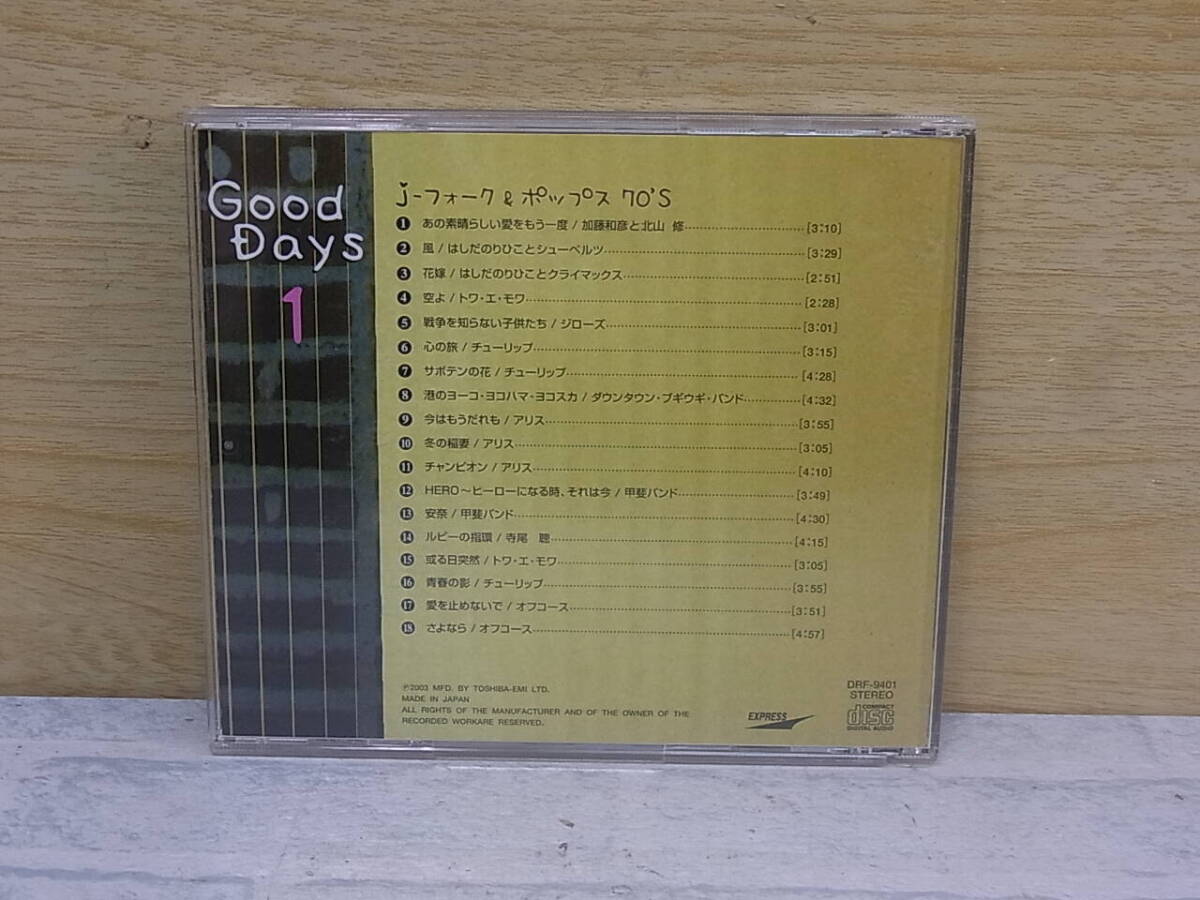 Good
Days
1
J-フォーク & ポップス 70'S
1 あの素晴らしい愛をもう一度 / 加藤和彦と北山 修 [3:10]
2 風 / はしだのりひことシューベルツ [3:29]
3 花嫁 / はしだのりひことクライマックス [2:51]
4 空よ / トワ・エ・モワ [2:28]
5 戦争を知らない子供たち / ジローズ [3:01]
6 心の旅 / チューリップ [3:15]
7 サボテンの花 / チューリップ [4:28]
8 港のヨーコ・ヨコハマ・ヨコスカ / ダウンタウン・ブギウギ・バンド [4:32]
9 今はもうだれも / アリス [3:55]
10 冬の稲妻 / アリス [3:05]
11 チャンピオン / アリス [4:10]
12 HERO〜ヒーローになる時、それは今 / 甲斐バンド [3:49]
13 安奈 / 甲斐バンド [4:30]
14 ルビーの指環 / 寺尾 聰 [4:15]
15 或る日突然 / トワ・エ・モワ [3:05]
16 青春の影 / チューリップ [3:55]
17 愛を止めないで / オフコース [3:51]
18 さよなら / オフコース [4:57]
℗2003 MFD. BY TOSHIBA-EMI LTD.
MADE IN JAPAN
ALL RIGHTS OF THE MANUFACTURER AND OF THE OWNER OF THE
RECORDED WORKARE RESERVED.
EXPRESS
DRF-9401
STEREO
COMPACT
disc
DIGITAL AUDIO